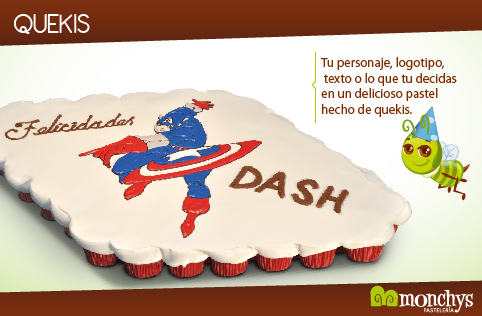 QUEKIS
Tu personaje, logotipo,
texto o lo que tu decidas
en un delicioso pastel
hecho de quekis.
Felicidades
DASH
monchys
PASTELERÍA